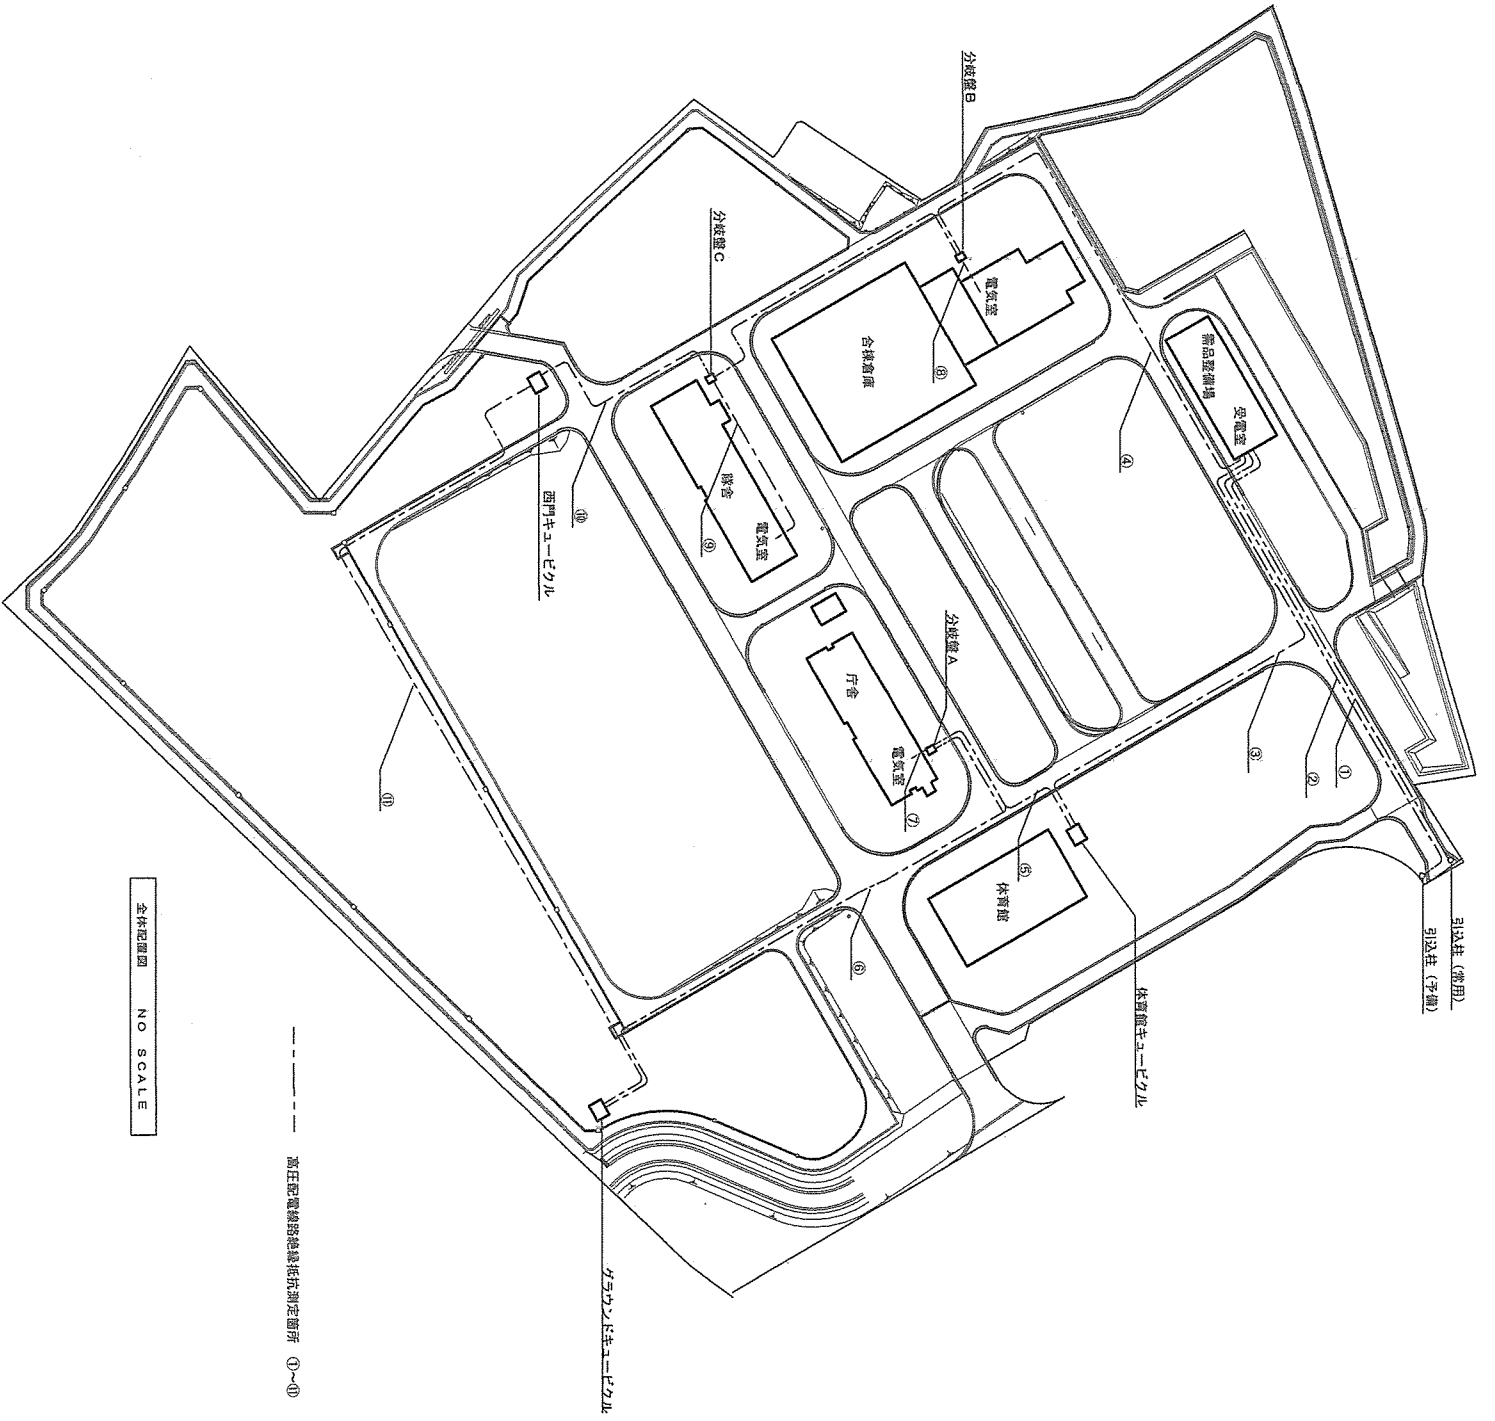 引込柱（常用）
引込柱（予備）
①
②
③
④
需品整備場
受電室
体育館キュービクル
体育館
⑤
分岐盤B
電気室
⑧
合棟倉庫
分岐盤A
庁舎
電気室
⑦
⑥
分岐盤C
隊舎
電気室
⑨
⑩
西門キュービクル
グラウンドキュービクル
⑪
高圧配電線路絶縁抵抗測定箇所 ①～⑪
全体配置図 NO SCALE